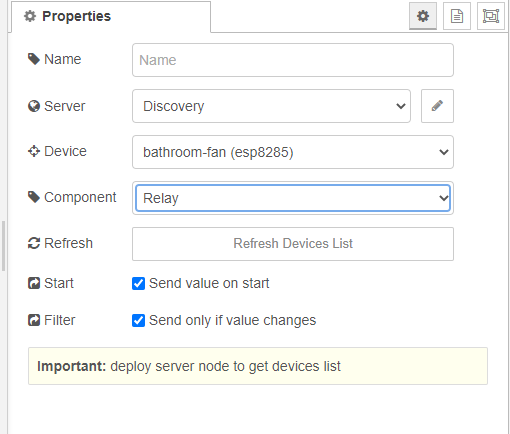 Properties
Name
Name
Server
Discovery
Device
bathroom-fan (esp8285)
Component
Relay
Refresh
Refresh Devices List
Start
Send value on start
Filter
Send only if value changes
Important: deploy server node to get devices list